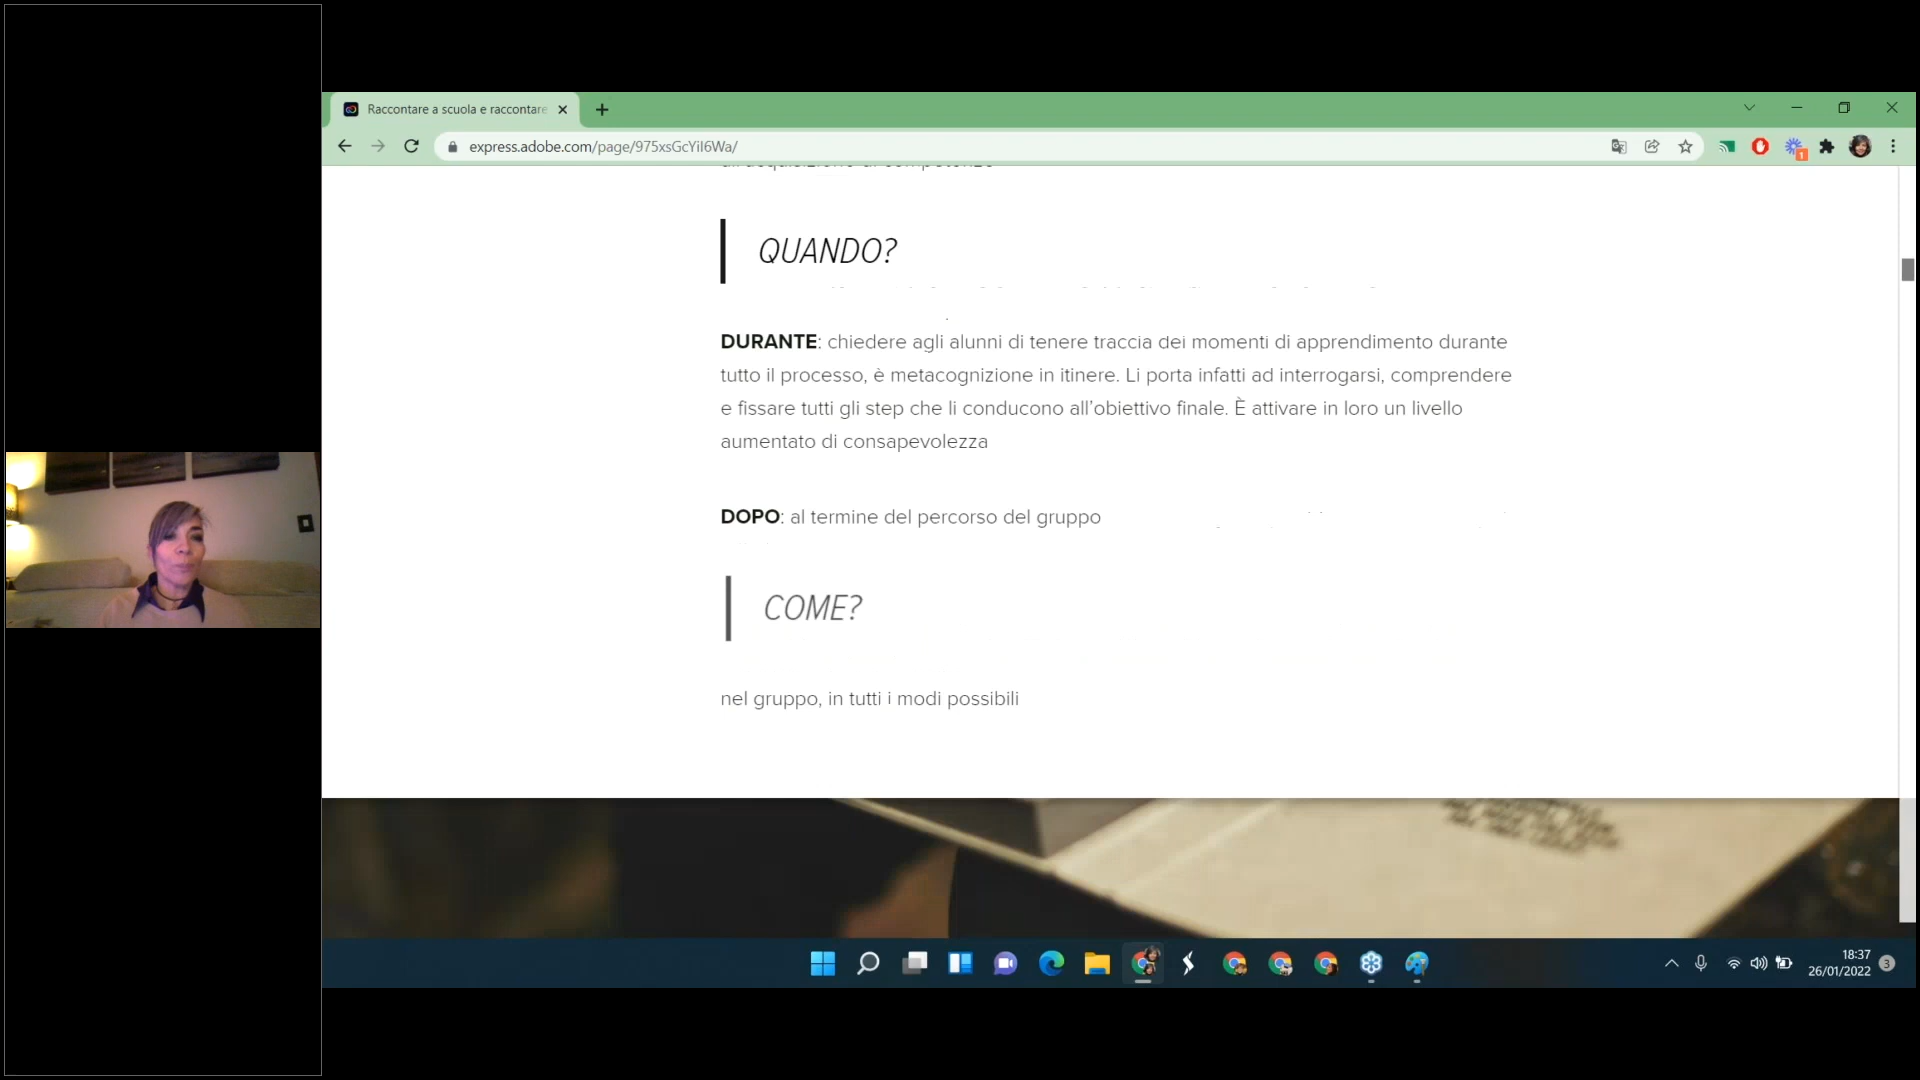 Raccontare a scuola e raccontare
express.adobe.com/page/975xsGcYiI6Wa/
1
QUANDO?
DURANTE: chiedere agli alunni di tenere traccia dei momenti di apprendimento durante
tutto il processo, è metacognizione in itinere. Li porta infatti ad interrogarsi, comprendere
e fissare tutti gli step che li conducono all’obiettivo finale. È attivare in loro un livello
aumentato di consapevolezza
DOPO: al termine del percorso del gruppo
COME?
nel gruppo, in tutti i modi possibili
18:37
26/01/2022
3